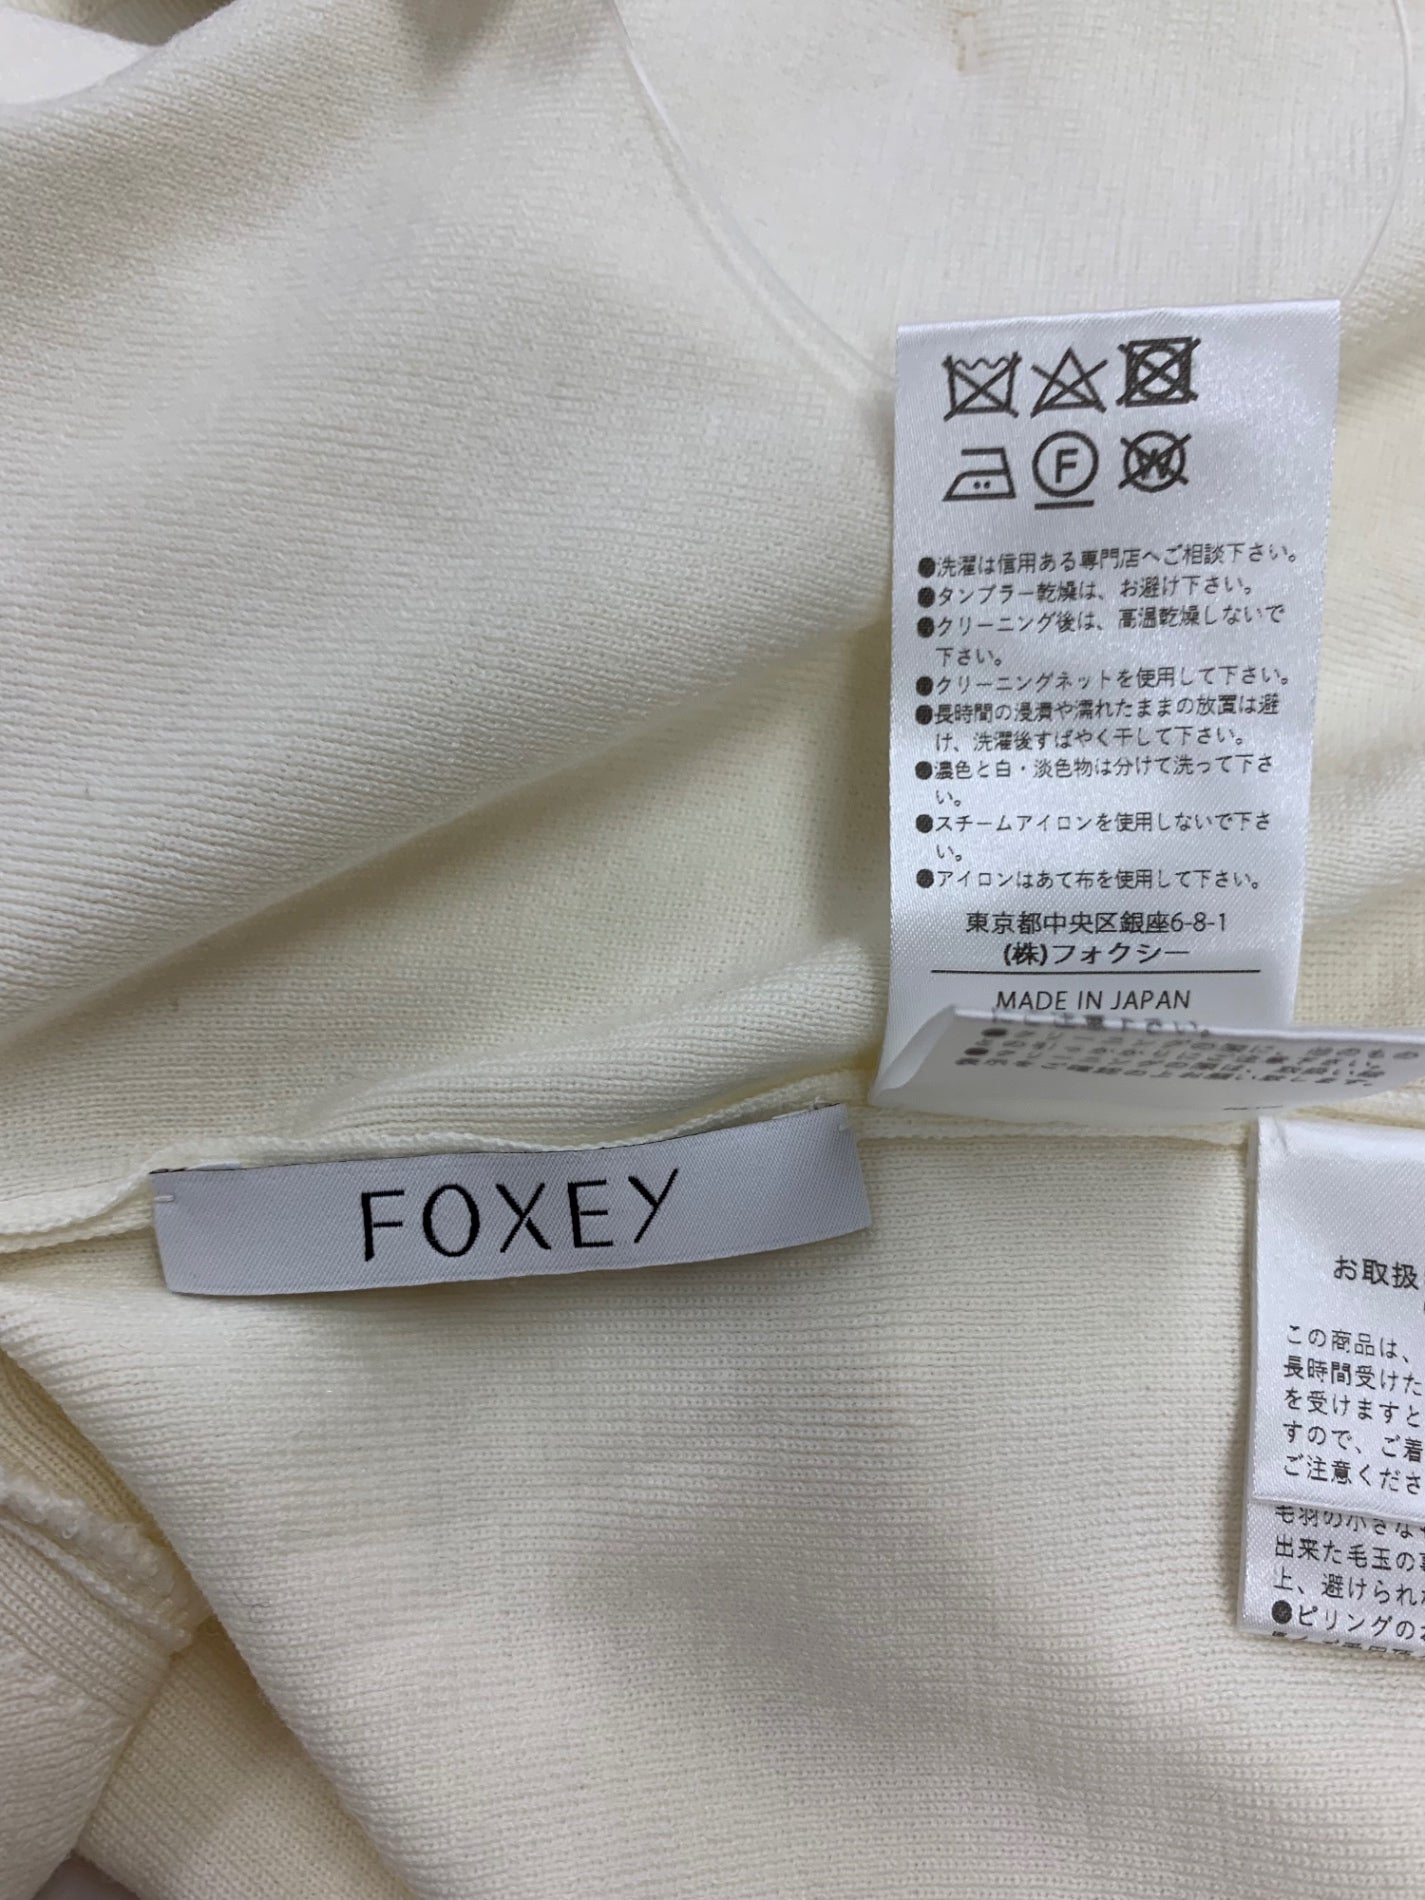 F
W
●洗濯は信用ある専門店へご相談下さい。
●タンブラー乾燥は、お避け下さい。
●クリーニング後は、高温乾燥しないで
下さい。
●クリーニングネットを使用して下さい。
●長時間の浸漬や濡れたままの放置は避
け、洗濯後すばやく干して下さい。
●濃色と白・淡色物は分けて洗って下さ
い。
●スチームアイロンを使用しないで下さ
い。
●アイロンはあて布を使用して下さい。
東京都中央区銀座6-8-1
(株)フォクシー
MADE IN JAPAN
FOXEY
お取扱
この商品は、
長時間受けた
を受けますと
すので、ご着
ご注意くださ
毛羽の小さな
出来た毛玉の
上、避けられ
●ピリングの